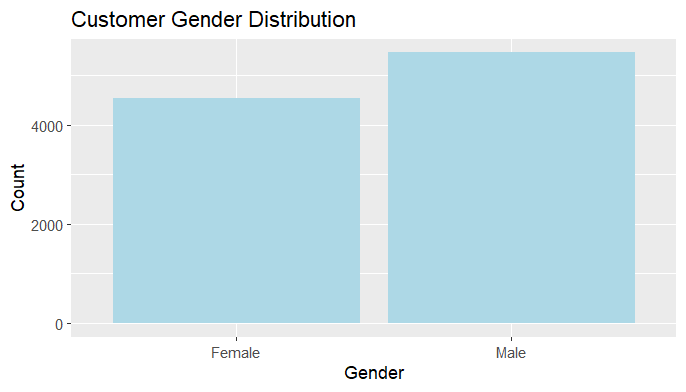 Customer Gender Distribution
Count
4000
2000
0
Female Male
Gender